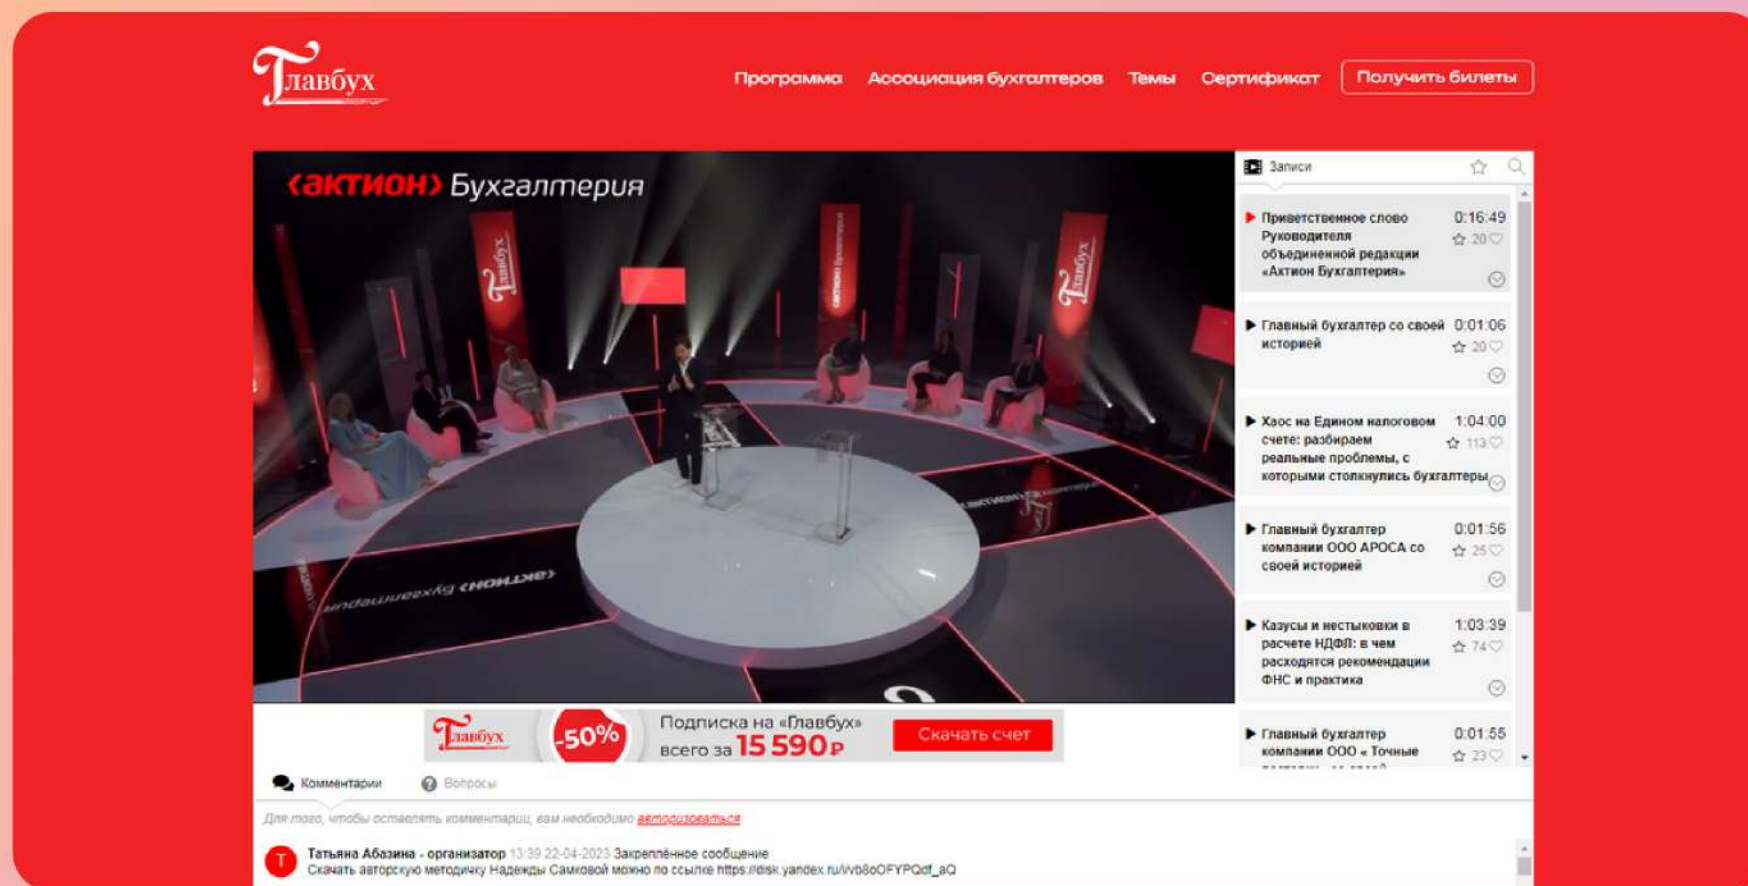 Главбух
Программа Ассоциация бухгалтеров Темы Сертификат Получить билеты
<актион> Бухгалтерия
Главбух
<актион> Бухгалтерия
Главбух
<актион> Бухгалтерия
Записи
Приветственное слово 0:16:49
Руководителя 20
объединенной редакции
«Актион Бухгалтерия»
Главный бухгалтер со своей 0:01:06
историей 20
Хаос на Едином налоговом 1:04:00
счете: разбираем 113
реальные проблемы, с
которыми столкнулись бухгалтеры
Главный бухгалтер 0:01:56
компании ООО АРОСА со 25
своей историей
Казусы и нестыковки в 1:03:39
расчете НДФЛ: в чем 74
расходятся рекомендации
ФНС и практика
Главный бухгалтер 0:01:55
компании ООО « Точные 23
Главбух
-50%
Подписка на «Главбух»
всего за 15 590₽
Скачать счет
Комментарии Вопросы
Для того, чтобы оставлять комментарии, вам необходимо авторизоваться
Т
Татьяна Абазина - организатор 13:39 22-04-2023 Закреплённое сообщение
Скачать авторскую методичку Надежды Самковой можно по ссылке